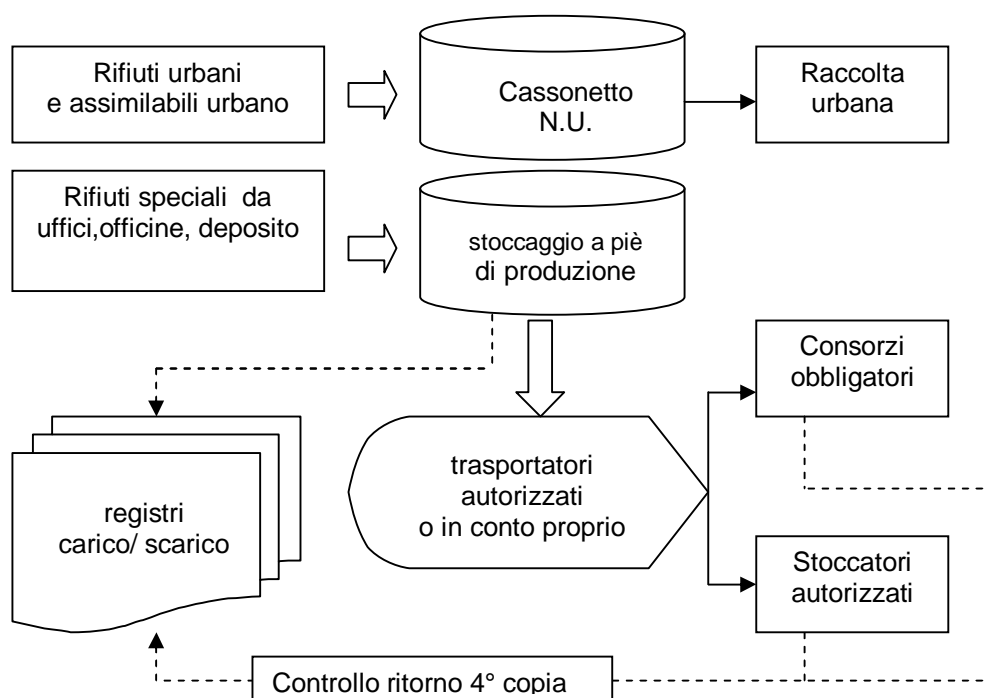 Rifiuti urbani
e assimilabili urbano
Cassonetto
N.U.
Raccolta
urbana
Rifiuti speciali da
uffici,officine, deposito
stoccaggio a piè
di produzione
Consorzi
obbligatori
trasportatori
autorizzati
o in conto proprio
registri
carico/ scarico
Stoccatori
autorizzati
Controllo ritorno 4° copia